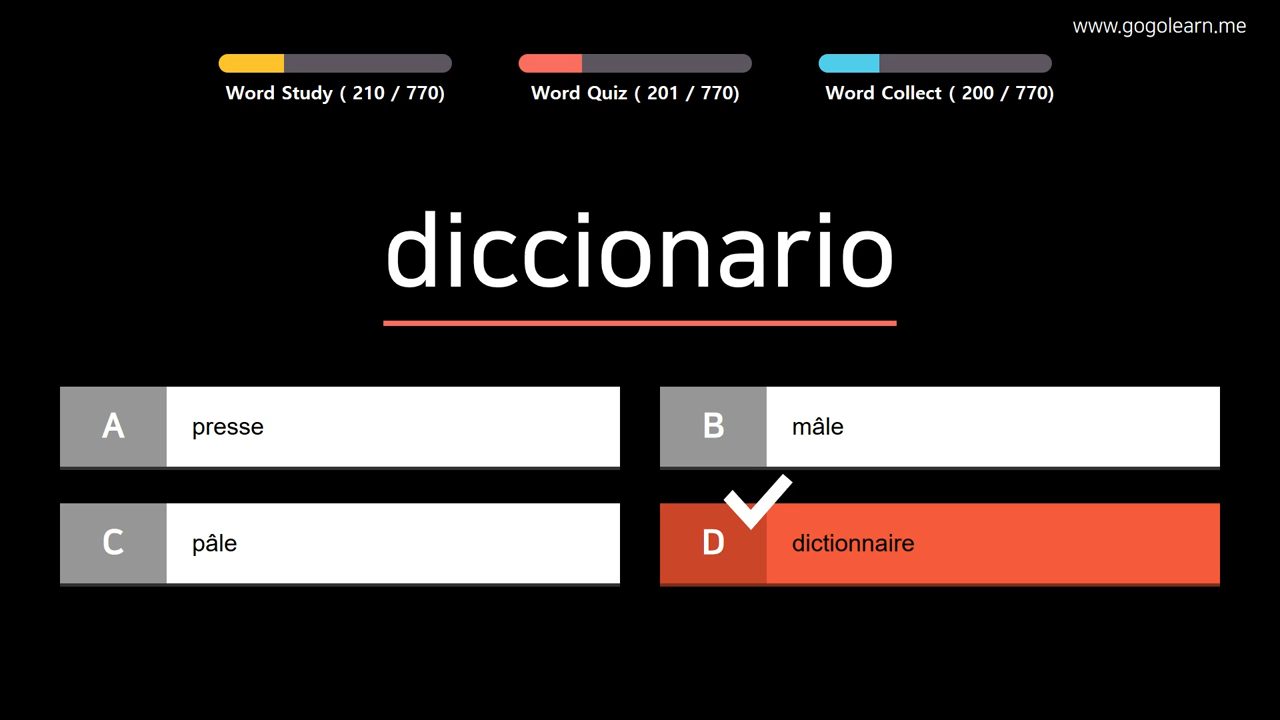 www.gogolearn.me
Word Study ( 210 / 770)
Word Quiz ( 201 / 770)
Word Collect ( 200 / 770)
diccionario
A presse
B mâle
C pâle
D dictionnaire